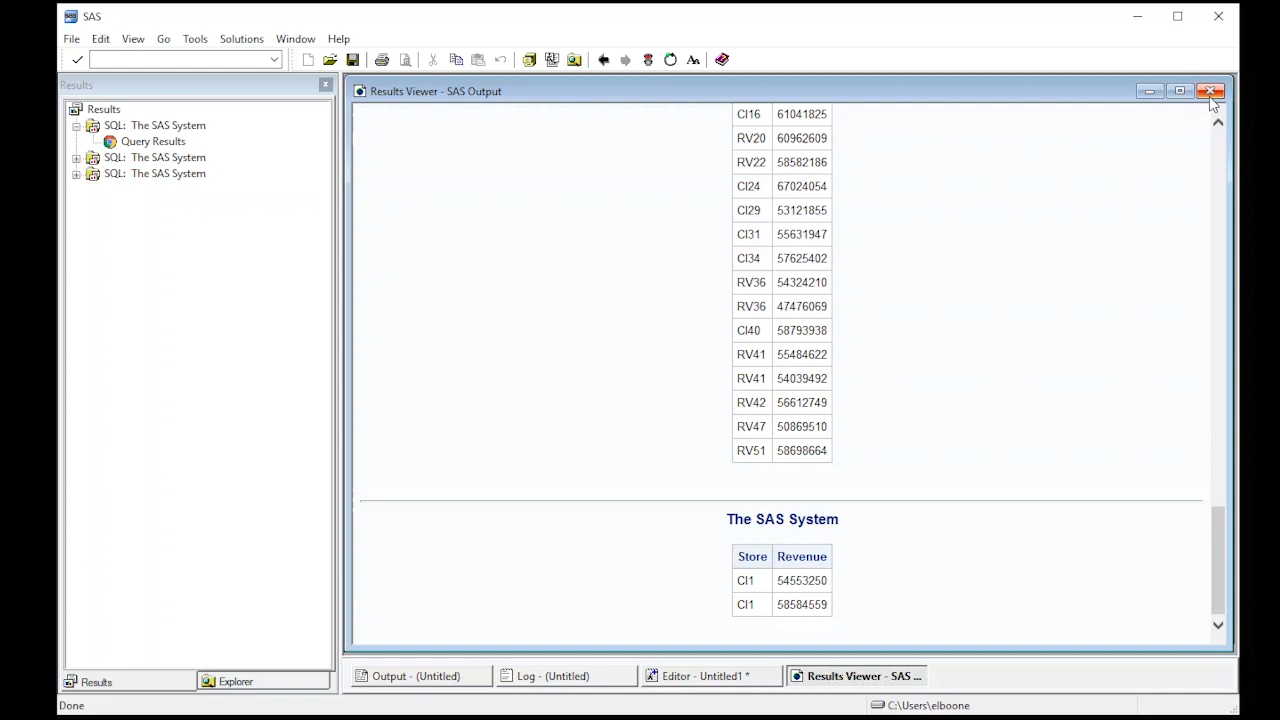 SAS
File Edit View Go Tools Solutions Window Help
Results
Results Viewer - SAS Output
Results
SQL: The SAS System
Query Results
SQL: The SAS System
SQL: The SAS System
CI16 61041825
RV20 60962609
RV22 58582186
CI24 67024054
CI29 53121855
CI31 55631947
CI34 57625402
RV36 54324210
RV36 47476069
CI40 58793938
RV41 55484622
RV41 54039492
RV42 56612749
RV47 50869510
RV51 58698664
The SAS System
Store Revenue
CI1 54553250
CI1 58584559
Results Explorer
Output - (Untitled) Log - (Untitled) Editor - Untitled1 * Results Viewer - SAS ...
Done C:\Users\elboone